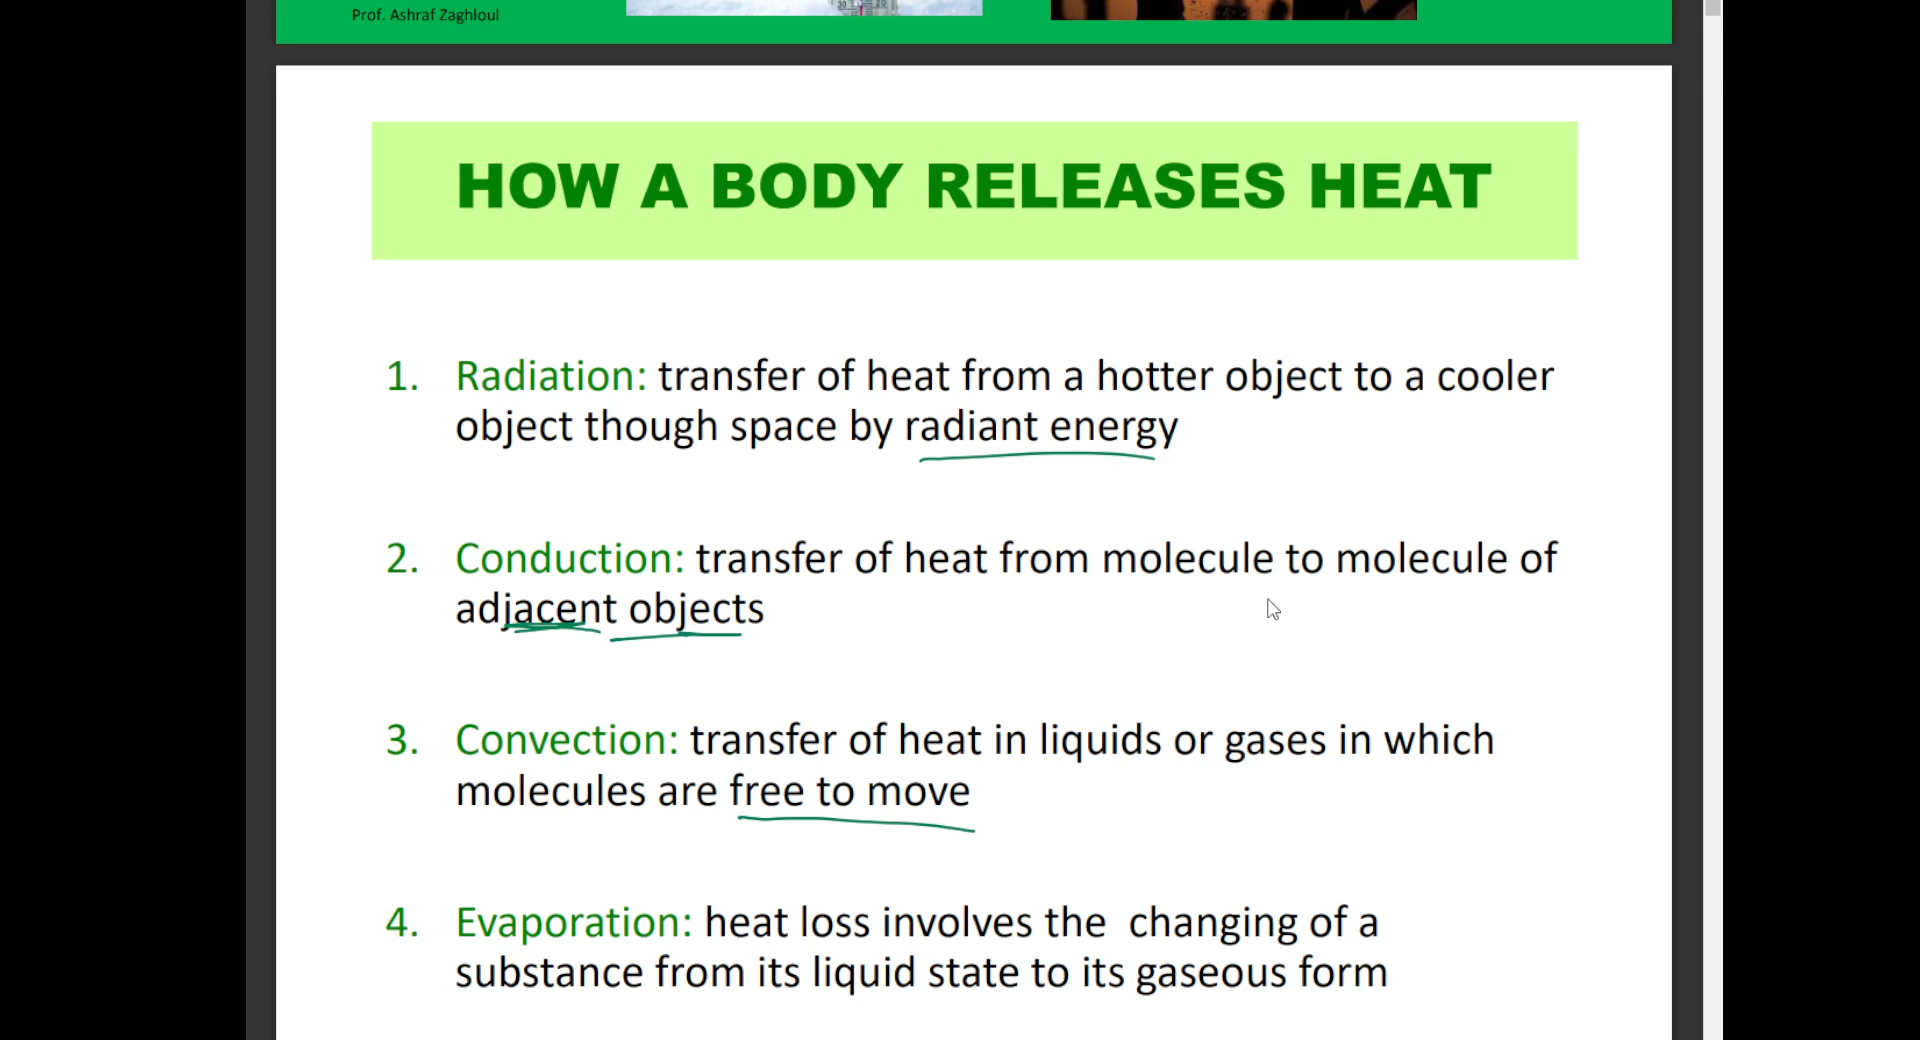 Prof. Ashraf Zaghloul
30 20
HOW A BODY RELEASES HEAT
1. Radiation: transfer of heat from a hotter object to a cooler
object though space by radiant energy
2. Conduction: transfer of heat from molecule to molecule of
adjacent objects
3. Convection: transfer of heat in liquids or gases in which
molecules are free to move
4. Evaporation: heat loss involves the changing of a
substance from its liquid state to its gaseous form